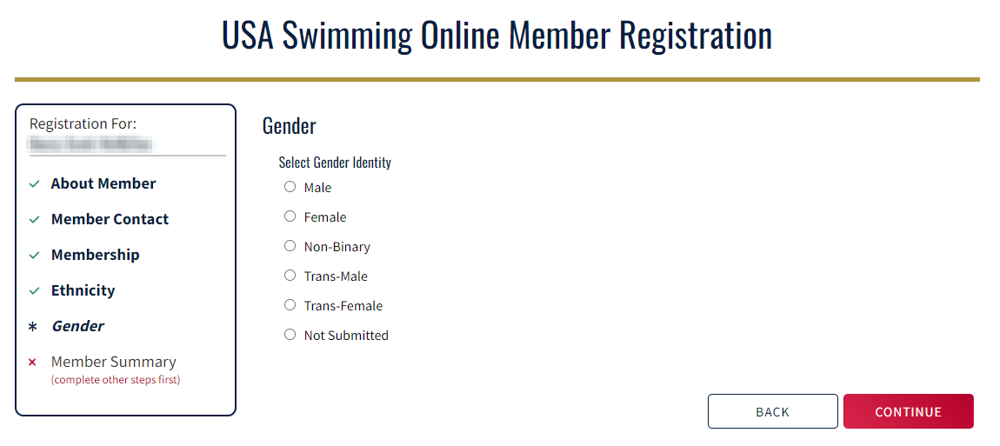 USA Swimming Online Member Registration
Registration For:
About Member
Member Contact
Membership
Ethnicity
Gender
Member Summary
(complete other steps first)
Gender
Select Gender Identity
Male
Female
Non-Binary
Trans-Male
Trans-Female
Not Submitted
BACK
CONTINUE